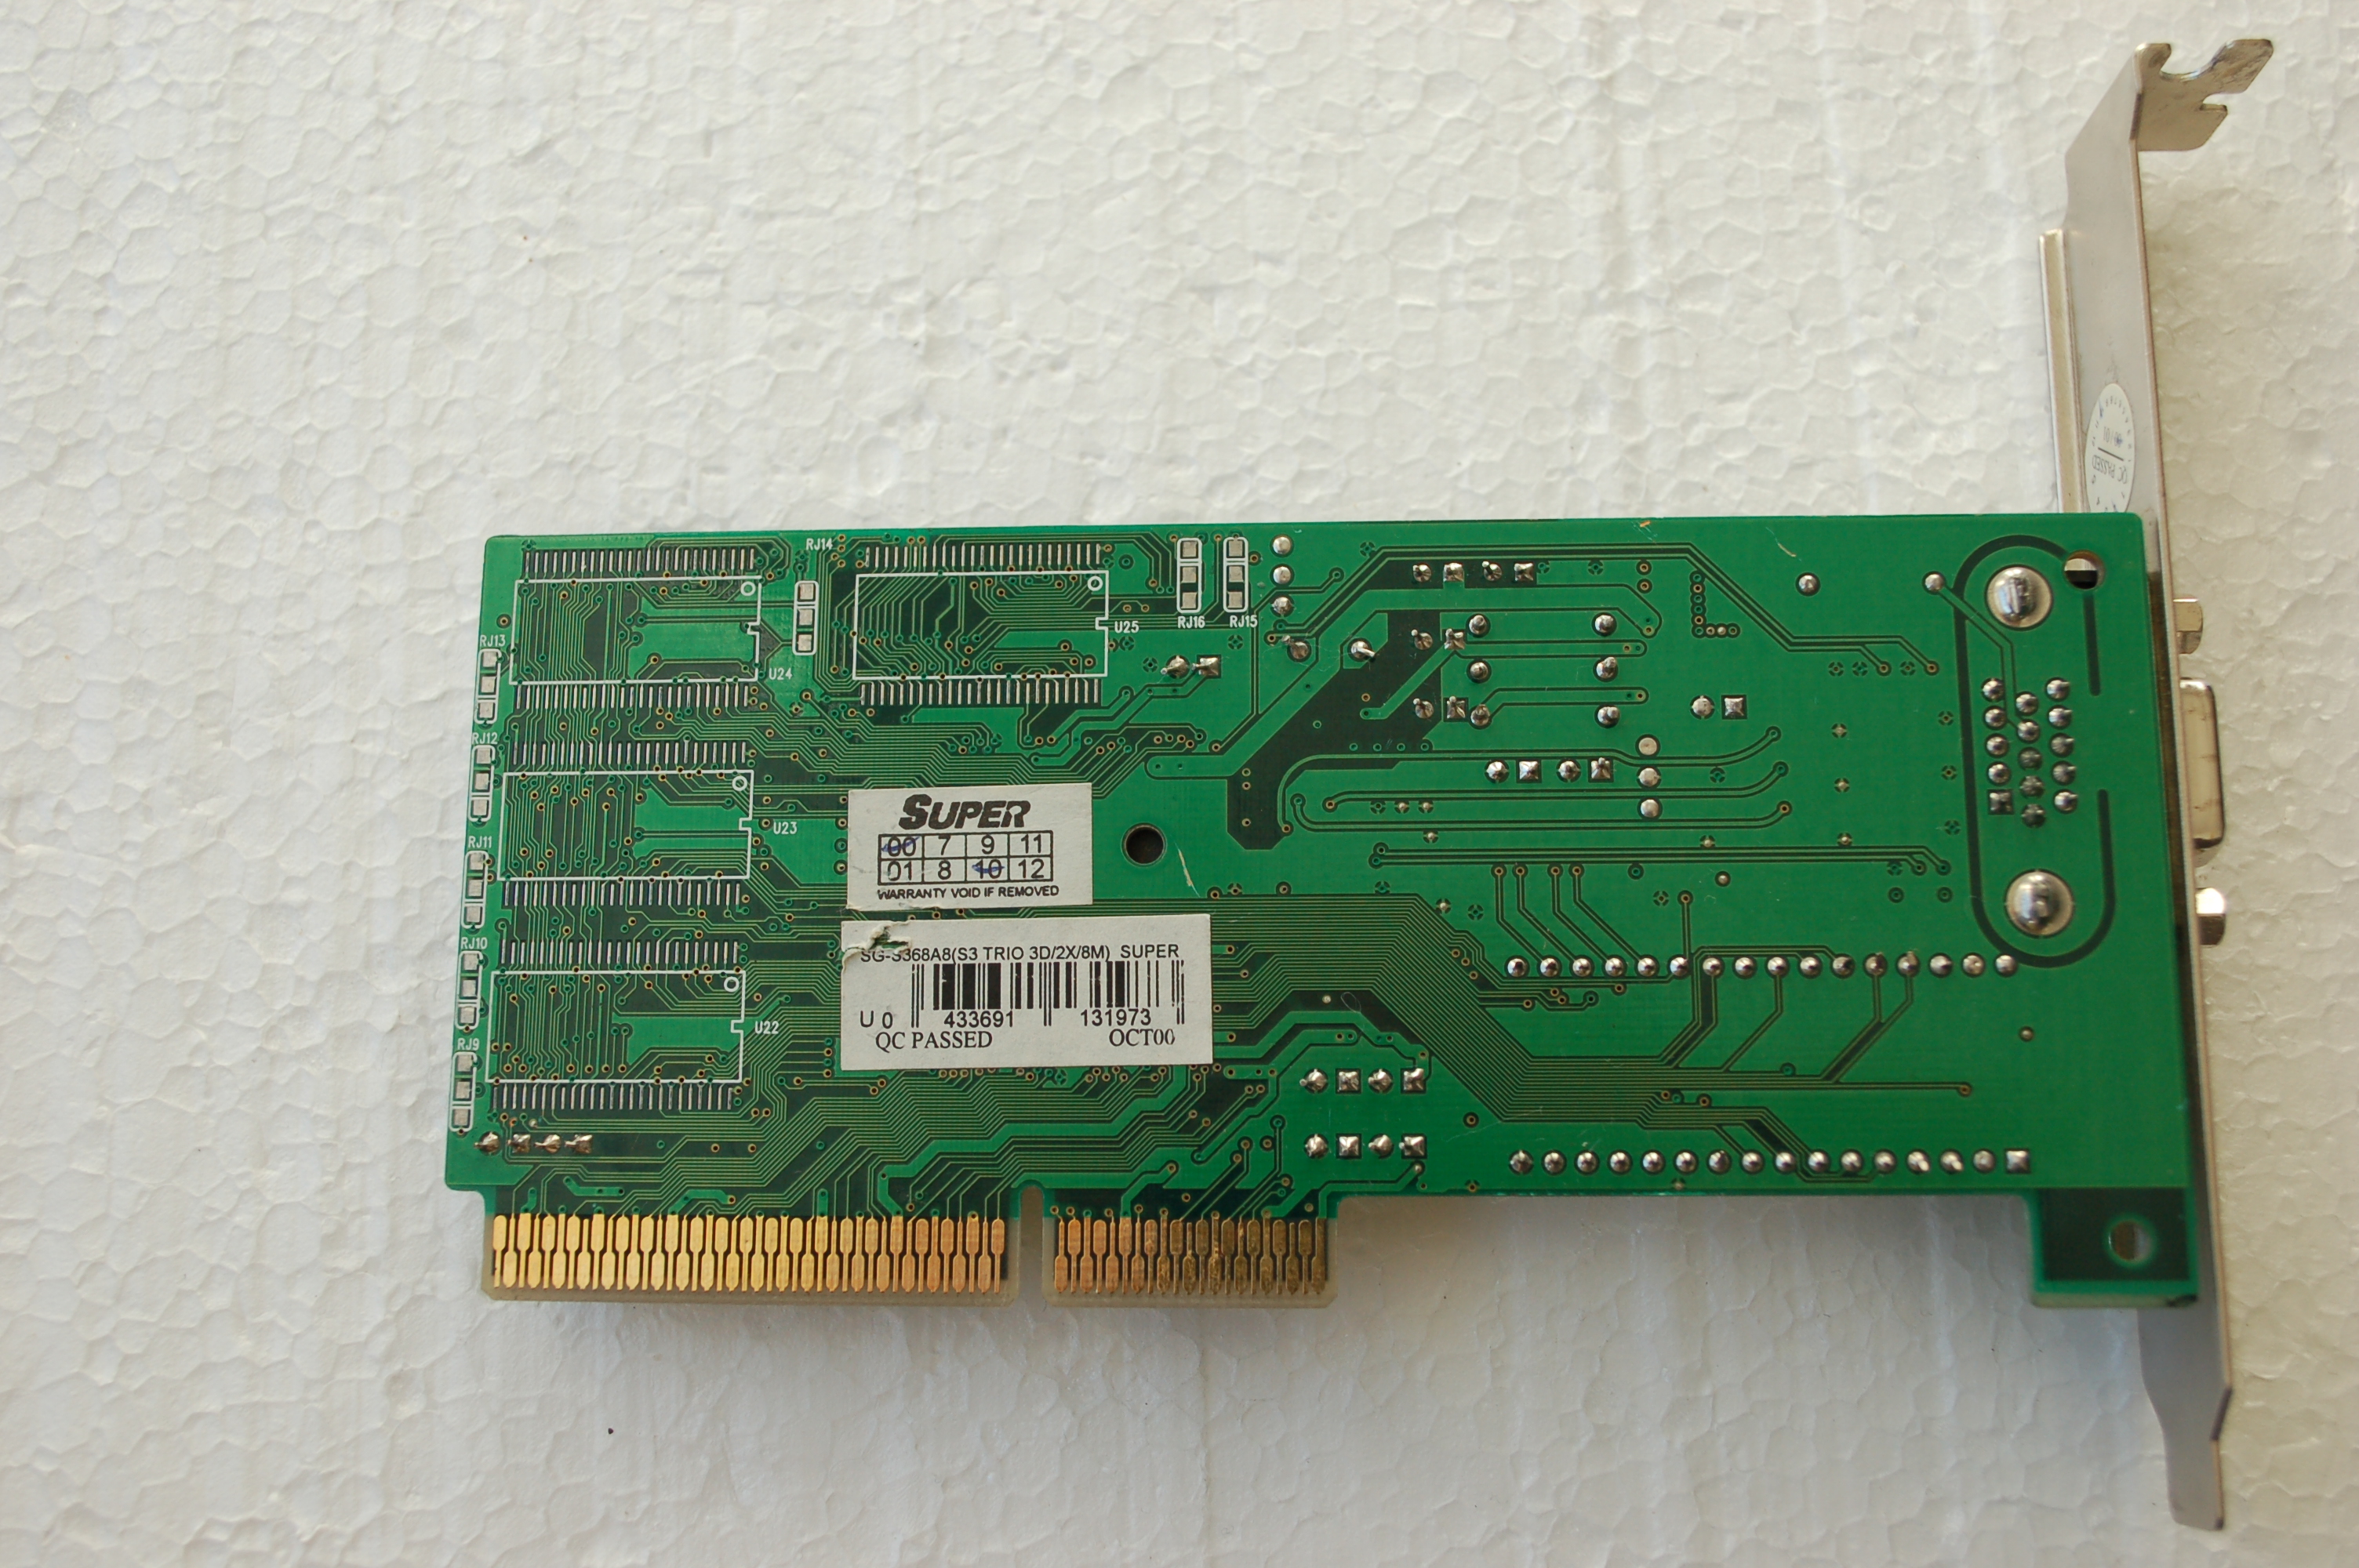 QC PASSED
RJ14
RJ16
RJ15
U25
RJ13
U24
RJ12
U23
RJ11
RJ10
U22
RJ9
SUPER
00 7 9 11
01 8 10 12
WARRANTY VOID IF REMOVED
SG-S368A8(S3 TRIO 3D/2X/8M) SUPER
U 0 433691 131973
QC PASSED OCT00